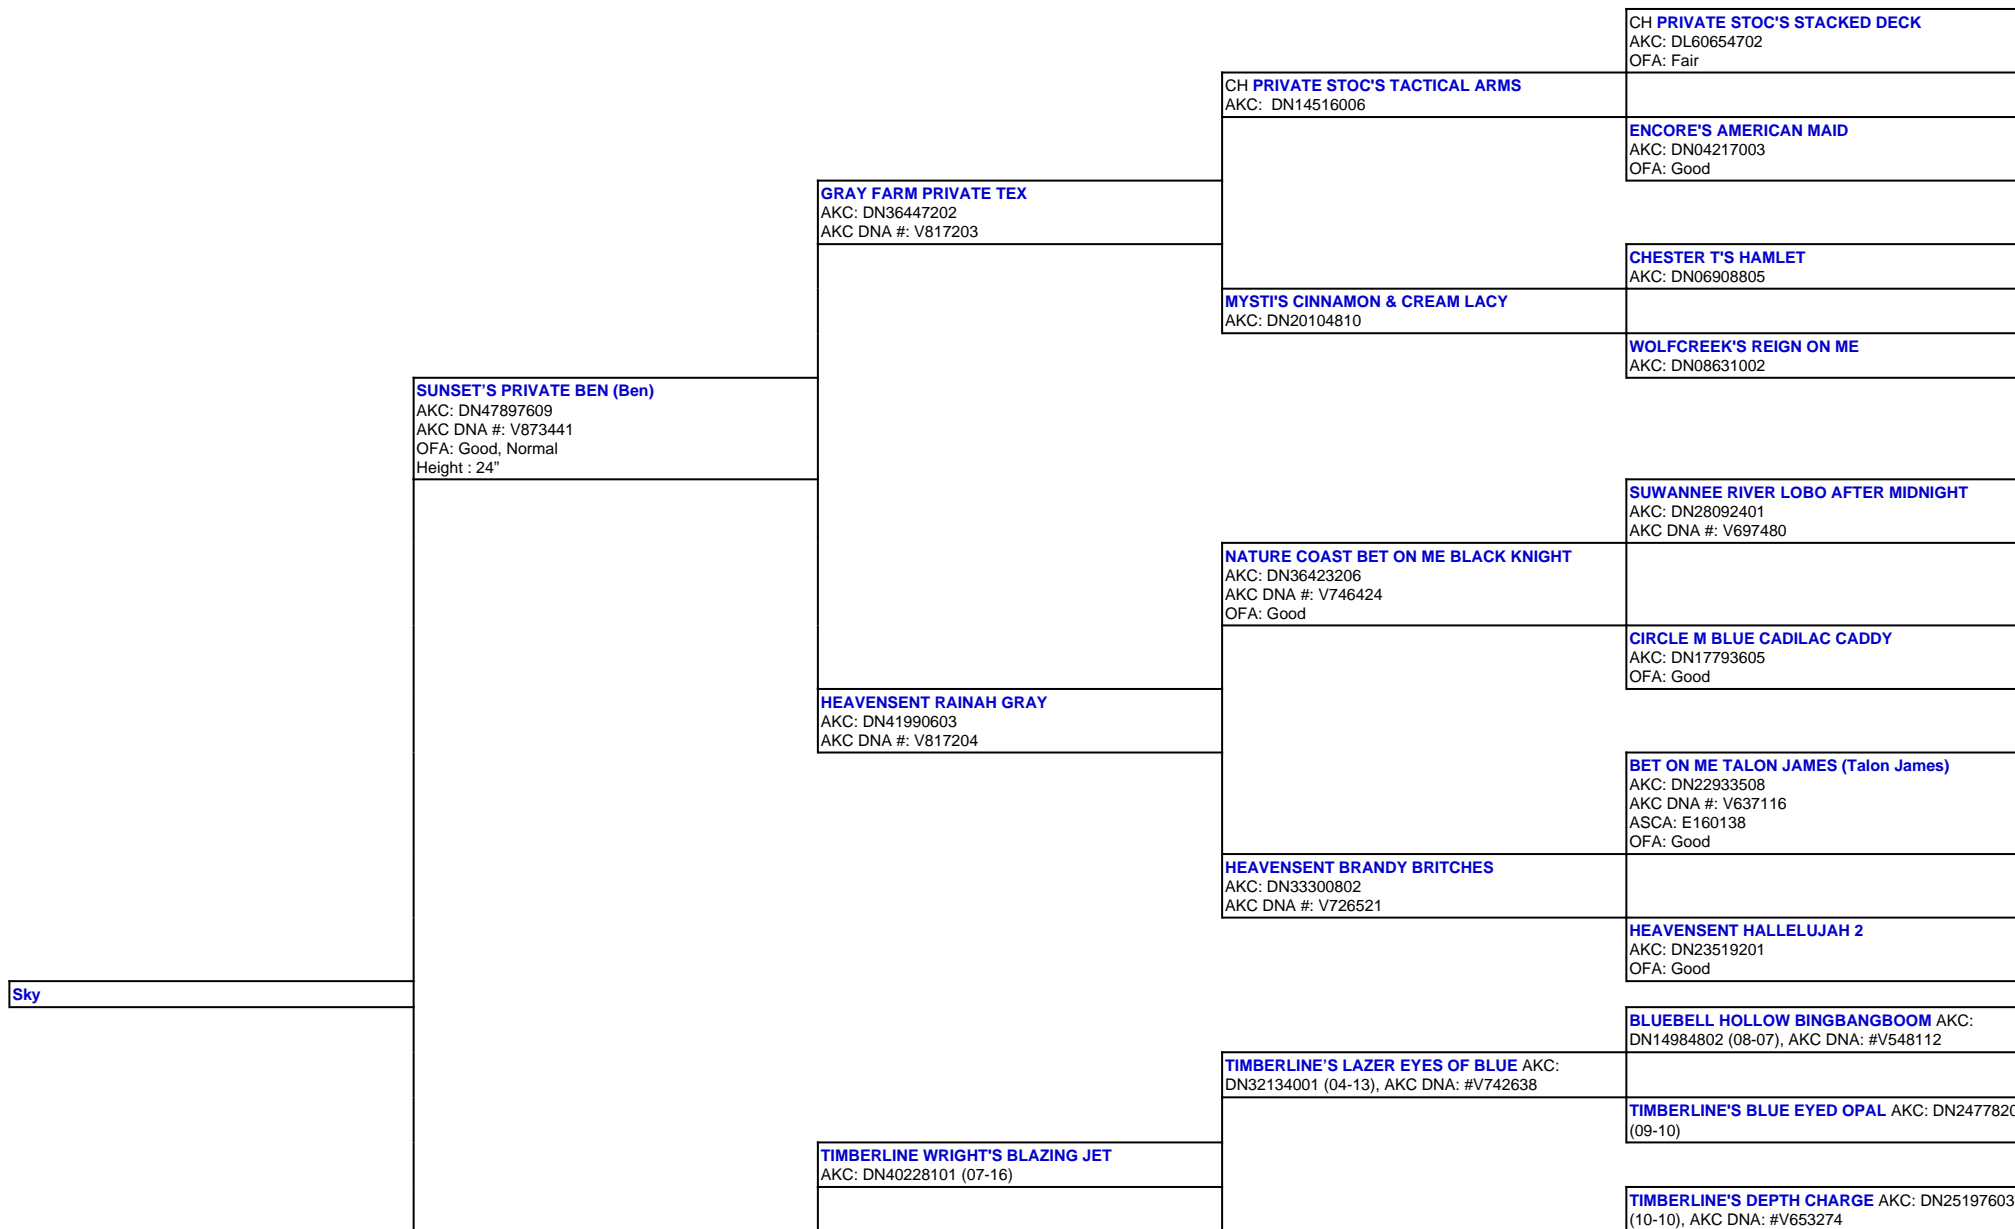 CH PRIVATE STOC'S STACKED DECK
AKC: DL60654702
OFA: Fair
CH PRIVATE STOC'S TACTICAL ARMS
AKC:  DN14516006
ENCORE'S AMERICAN MAID
AKC: DN04217003
OFA: Good
GRAY FARM PRIVATE TEX
AKC: DN36447202
AKC DNA #: V817203
CHESTER T'S HAMLET
AKC: DN06908805
MYSTI'S CINNAMON & CREAM LACY
AKC: DN20104810
WOLFCREEK'S REIGN ON ME
AKC: DN08631002
SUNSET’S PRIVATE BEN (Ben)
AKC: DN47897609
AKC DNA #: V873441
OFA: Good, Normal
Height : 24”
SUWANNEE RIVER LOBO AFTER MIDNIGHT
AKC: DN28092401
AKC DNA #: V697480
NATURE COAST BET ON ME BLACK KNIGHT
AKC: DN36423206
AKC DNA #: V746424
OFA: Good
CIRCLE M BLUE CADILAC CADDY
AKC: DN17793605
OFA: Good
HEAVENSENT RAINAH GRAY
AKC: DN41990603
AKC DNA #: V817204
BET ON ME TALON JAMES (Talon James)
AKC: DN22933508
AKC DNA #: V637116
ASCA: E160138
OFA: Good
HEAVENSENT BRANDY BRITCHES
AKC: DN33300802
AKC DNA #: V726521
HEAVENSENT HALLELUJAH 2
AKC: DN23519201
OFA: Good
Sky
BLUEBELL HOLLOW BINGBANGBOOM AKC:
DN14984802 (08-07), AKC DNA: #V548112
TIMBERLINE’S LAZER EYES OF BLUE AKC:
DN32134001 (04-13), AKC DNA: #V742638
TIMBERLINE'S BLUE EYED OPAL AKC: DN2477820
(09-10)
TIMBERLINE WRIGHT'S BLAZING JET
AKC: DN40228101 (07-16)
TIMBERLINE'S DEPTH CHARGE AKC: DN25197603
(10-10), AKC DNA: #V653274